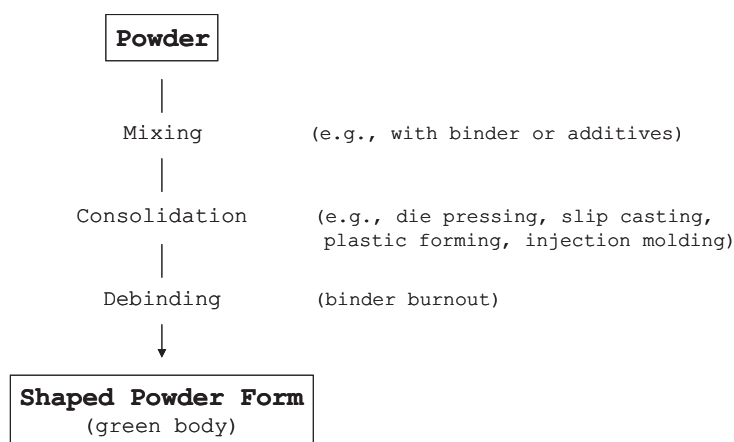 Powder
Mixing (e.g., with binder or additives)
Consolidation (e.g., die pressing, slip casting,
plastic forming, injection molding)
Debinding (binder burnout)
Shaped Powder Form
(green body)